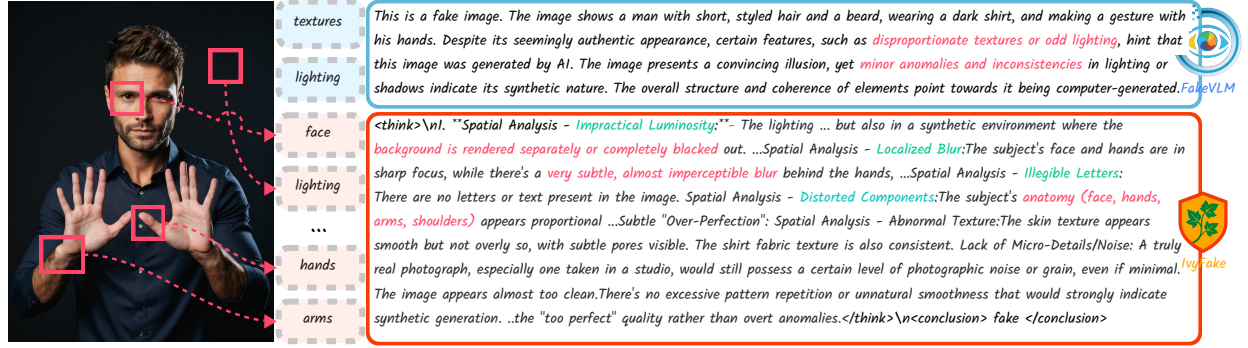 textures
lighting
This is a fake image. The image shows a man with short, styled hair and a beard, wearing a dark shirt, and making a gesture with
his hands. Despite its seemingly authentic appearance, certain features, such as disproportionate textures or odd lighting, hint that
this image was generated by AI. The image presents a convincing illusion, yet minor anomalies and inconsistencies in lighting or
shadows indicate its synthetic nature. The overall structure and coherence of elements point towards it being computer-generated.
FakeVLM
face
lighting
...
hands
arms
<think>\nI. **Spatial Analysis - Impractical Luminosity:**- The lighting ... but also in a synthetic environment where the
background is rendered separately or completely blacked out. ...Spatial Analysis - Localized Blur:The subject's face and hands are in
sharp focus, while there's a very subtle, almost imperceptible blur behind the hands, ...Spatial Analysis - Illegible Letters:
There are no letters or text present in the image. Spatial Analysis - Distorted Components:The subject's anatomy (face, hands,
arms, shoulders) appears proportional ...Subtle "Over-Perfection": Spatial Analysis - Abnormal Texture:The skin texture appears
smooth but not overly so, with subtle pores visible. The shirt fabric texture is also consistent. Lack of Micro-Details/Noise: A truly
real photograph, especially one taken in a studio, would still possess a certain level of photographic noise or grain, even if minimal.
The image appears almost too clean.There's no excessive pattern repetition or unnatural smoothness that would strongly indicate
synthetic generation. ..the "too perfect" quality rather than overt anomalies.</think>\n<conclusion> fake </conclusion>
IvyFake